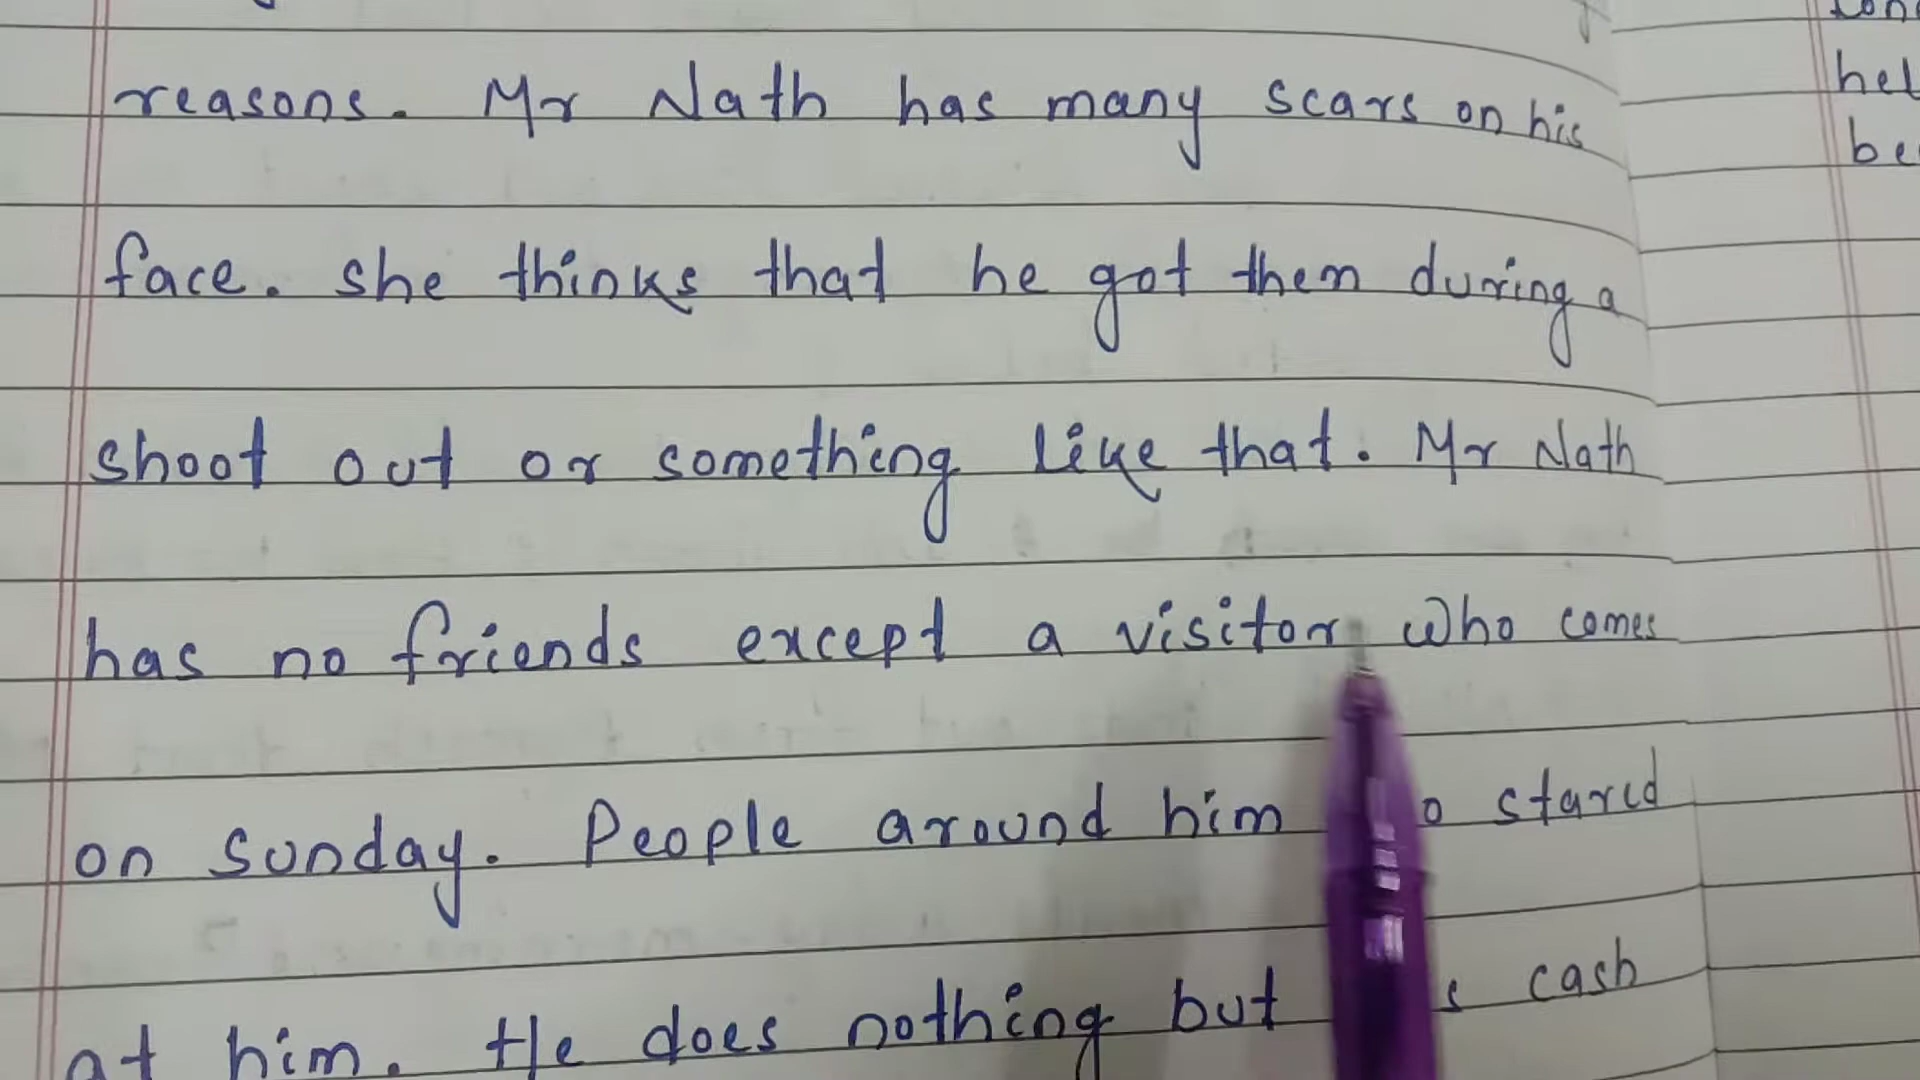 reasons. Mr Nath has many scars on his
face. she thinks that he got them during a
shoot out or something like that. Mr Nath
has no friends except a visitor who comes
on Sunday. People around him stared
at him. He does nothing but cash
hel
be